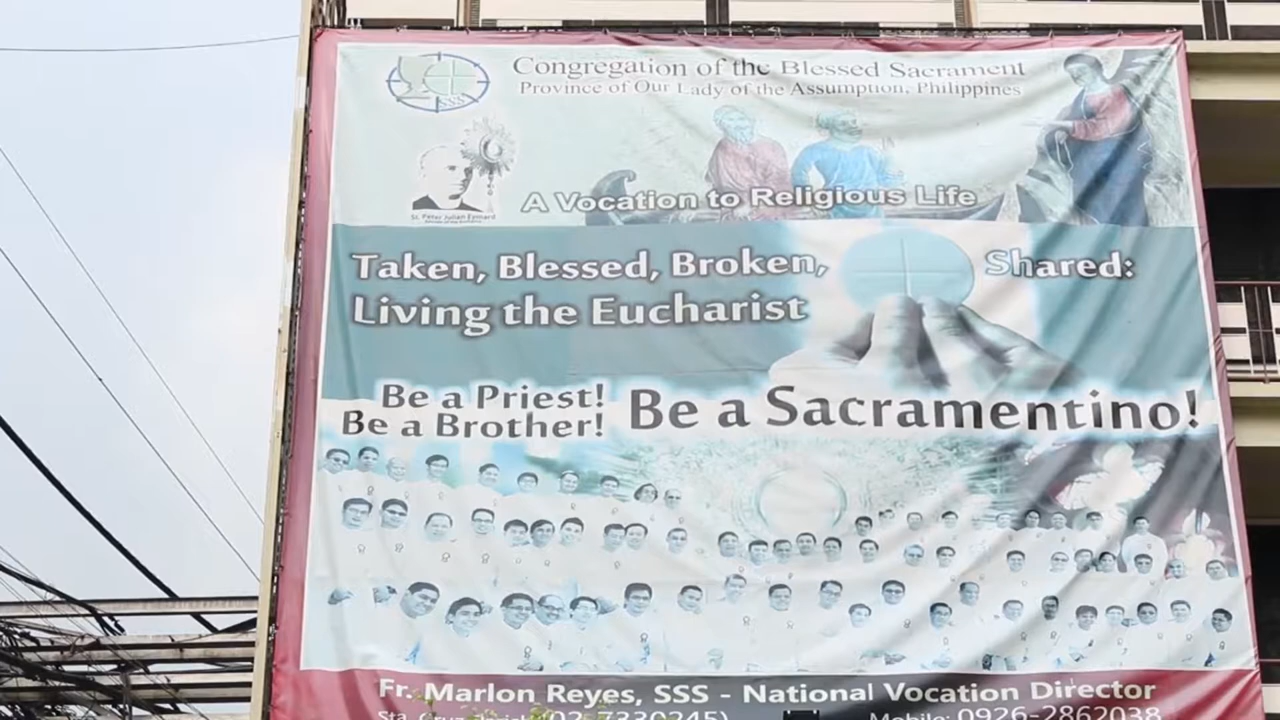 Congregation of the Blessed Sacrament
Province of Our Lady of the Assumption, Philippines
SSS
St. Peter Julian Eymard
A Vocation to Religious Life
Taken, Blessed, Broken, Shared:
Living the Eucharist
Be a Priest!
Be a Brother!
Be a Sacramentino!
Fr. Marlon Reyes, SSS - National Vocation Director
Sta. Cruz (02-7330245)
Mobile: 0926-2862038